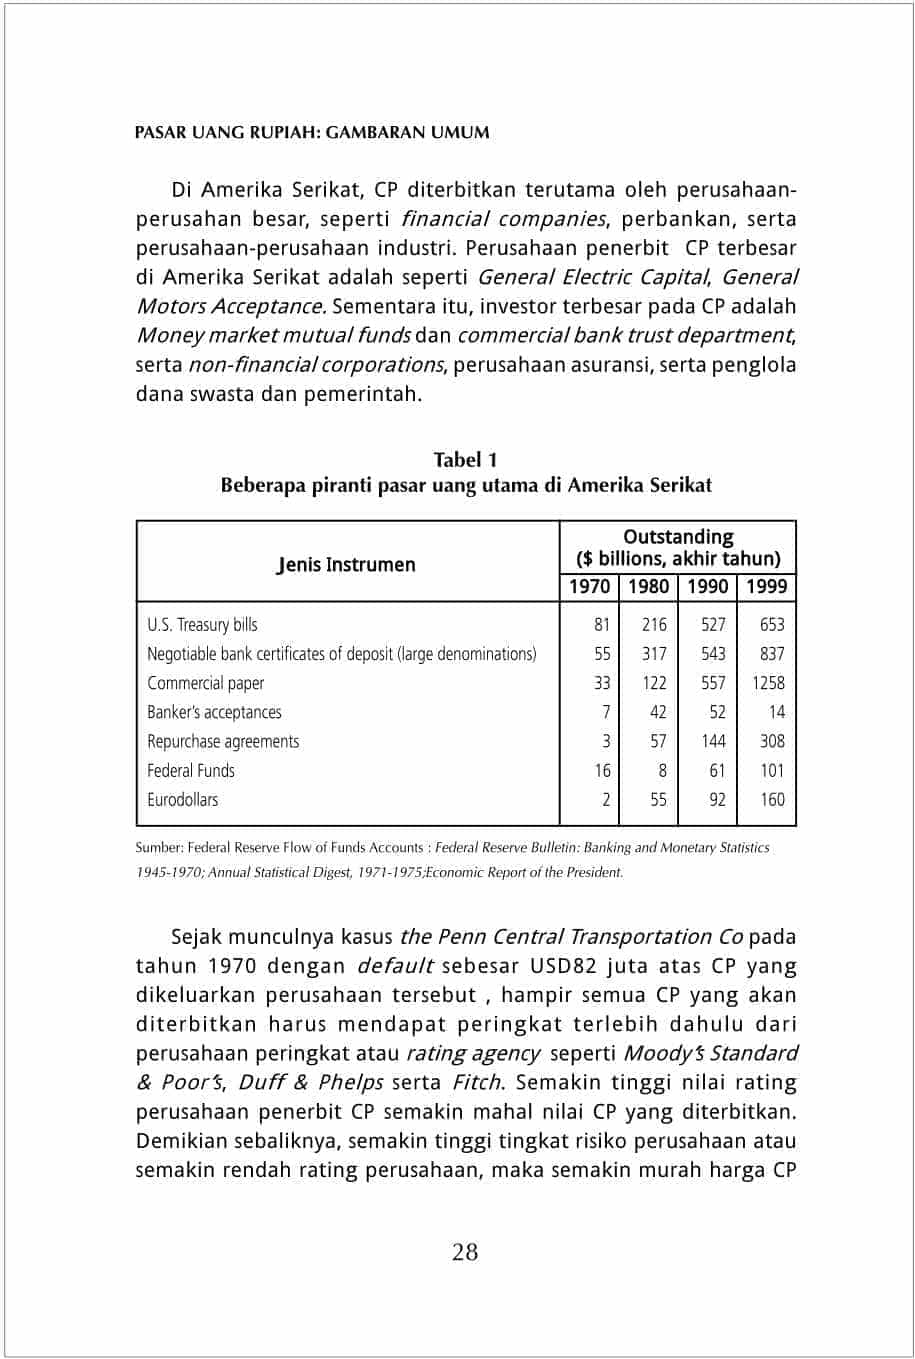 PASAR UANG RUPIAH: GAMBARAN UMUM
Di Amerika Serikat, CP diterbitkan terutama oleh perusahaan-
perusahan besar, seperti financial companies, perbankan, serta
perusahaan-perusahaan industri. Perusahaan penerbit CP terbesar
di Amerika Serikat adalah seperti General Electric Capital, General
Motors Acceptance. Sementara itu, investor terbesar pada CP adalah
Money market mutual funds dan commercial bank trust department,
serta non-financial corporations, perusahaan asuransi, serta penglola
dana swasta dan pemerintah.
Tabel 1
Beberapa piranti pasar uang utama di Amerika Serikat
Jenis Instrumen
Outstanding
($ billions, akhir tahun)
1970 1980 1990 1999
U.S. Treasury bills 81 216 527 653
Negotiable bank certificates of deposit (large denominations) 55 317 543 837
Commercial paper 33 122 557 1258
Banker's acceptances 7 42 52 14
Repurchase agreements 3 57 144 308
Federal Funds 16 8 61 101
Eurodollars 2 55 92 160
Sumber: Federal Reserve Flow of Funds Accounts : Federal Reserve Bulletin: Banking and Monetary Statistics
1945-1970; Annual Statistical Digest, 1971-1975;Economic Report of the President.
Sejak munculnya kasus the Penn Central Transportation Co pada
tahun 1970 dengan default sebesar USD82 juta atas CP yang
dikeluarkan perusahaan tersebut , hampir semua CP yang akan
diterbitkan harus mendapat peringkat terlebih dahulu dari
perusahaan peringkat atau rating agency seperti Moody's Standard
& Poor's, Duff & Phelps serta Fitch. Semakin tinggi nilai rating
perusahaan penerbit CP semakin mahal nilai CP yang diterbitkan.
Demikian sebaliknya, semakin tinggi tingkat risiko perusahaan atau
semakin rendah rating perusahaan, maka semakin murah harga CP
28